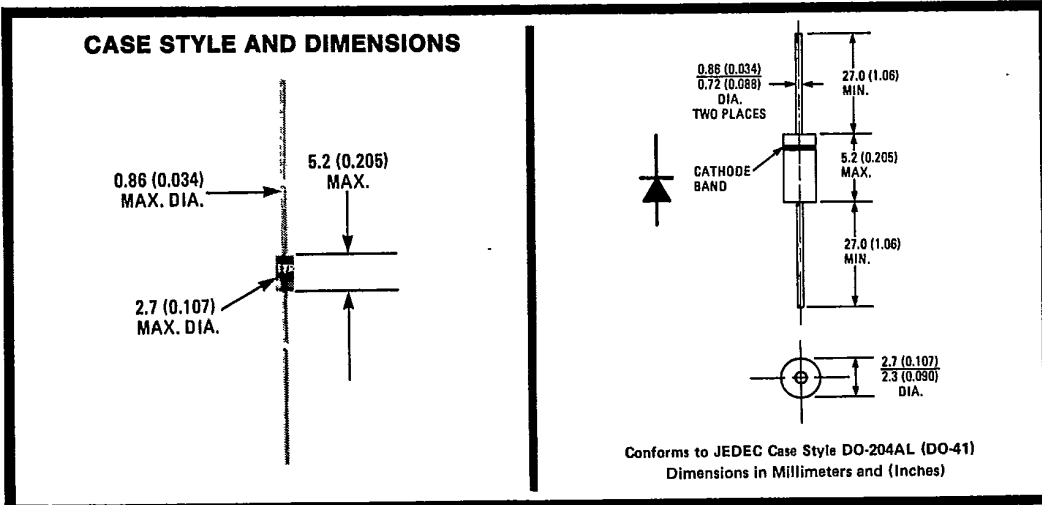 CASE STYLE AND DIMENSIONS
0.86 (0.034)
MAX. DIA.
5.2 (0.205)
MAX.
2.7 (0.107)
MAX. DIA.
0.86 (0.034)
0.72 (0.088)
DIA.
TWO PLACES
27.0 (1.06)
MIN.
CATHODE
BAND
5.2 (0.205)
MAX.
27.0 (1.06)
MIN.
2.7 (0.107)
2.3 (0.090)
DIA.
Conforms to JEDEC Case Style DO-204AL (DO-41)
Dimensions in Millimeters and (Inches)